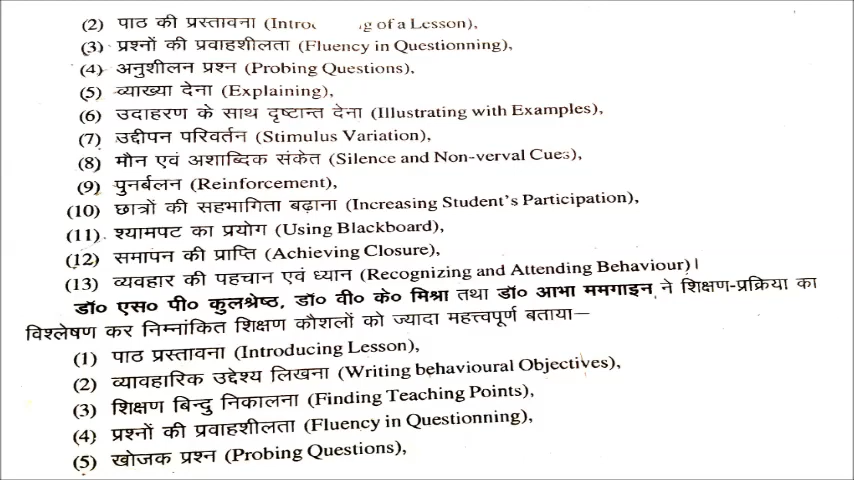 (2) पाठ की प्रस्तावना (Intro of a Lesson),
(3) प्रश्नों की प्रवाहशीलता (Fluency in Questionning),
(4) अनुशीलन प्रश्न (Probing Questions),
(5) व्याख्या देना (Explaining),
(6) उदाहरण के साथ दृष्टान्त देना (Illustrating with Examples),
(7) उद्दीपन परिवर्तन (Stimulus Variation),
(8) मौन एवं अशाब्दिक संकेत (Silence and Non-verval Cues),
(9) पुनर्बलन (Reinforcement),
(10) छात्रों की सहभागिता बढ़ाना (Increasing Student's Participation),
(11) श्यामपट का प्रयोग (Using Blackboard),
(12) समापन की प्राप्ति (Achieving Closure),
(13) व्यवहार की पहचान एवं ध्यान (Recognizing and Attending Behaviour)।
डॉ० एस० पी० कुलश्रेष्ठ, डॉ० वी० के० मिश्रा तथा डॉ० आभा ममगाइन ने शिक्षण-प्रक्रिया का
विश्लेषण कर निम्नांकित शिक्षण कौशलों को ज्यादा महत्त्वपूर्ण बताया—
(1) पाठ प्रस्तावना (Introducing Lesson),
(2) व्यावहारिक उद्देश्य लिखना (Writing behavioural Objectives),
(3) शिक्षण बिन्दु निकालना (Finding Teaching Points),
(4) प्रश्नों की प्रवाहशीलता (Fluency in Questionning),
(5) खोजक प्रश्न (Probing Questions),